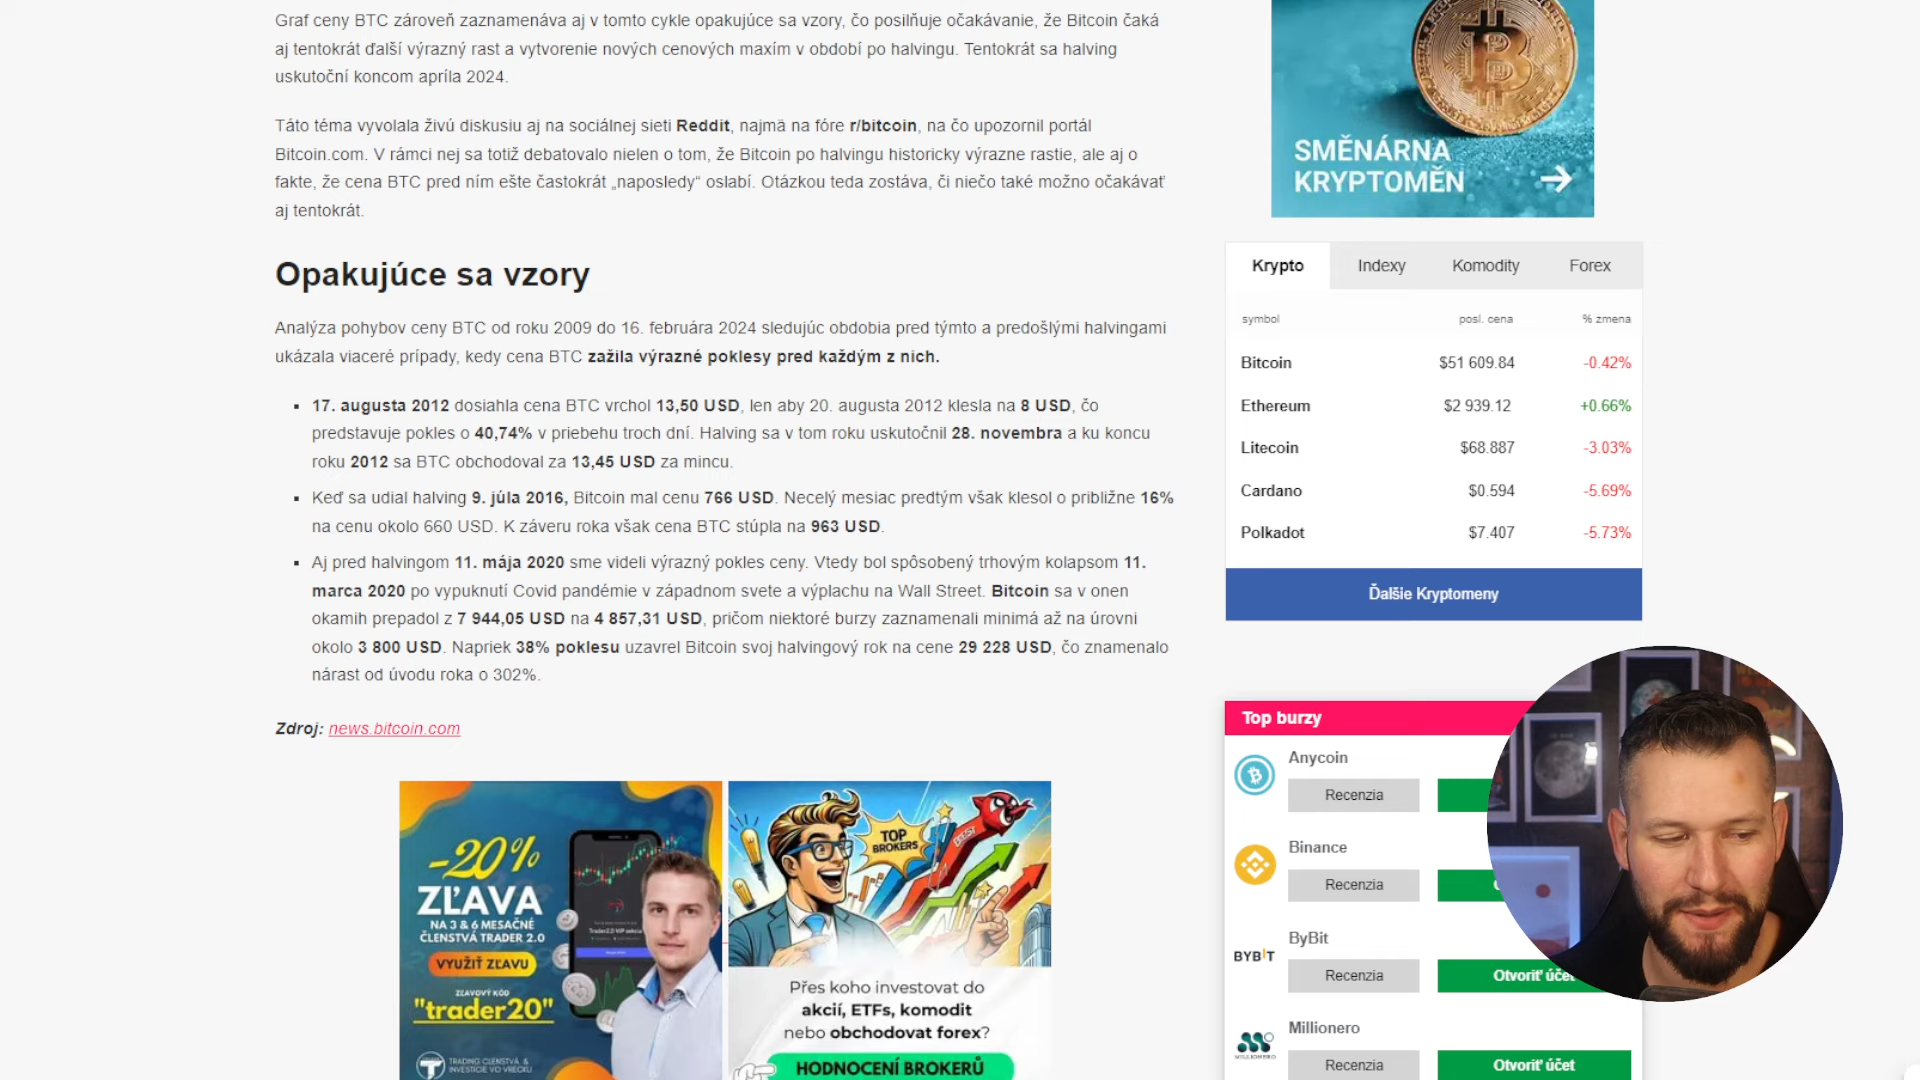 Graf ceny BTC zároveň zaznamenáva aj v tomto cykle opakujúce sa vzory, čo posilňuje očakávanie, že Bitcoin čaká
aj tentokrát ďalší výrazný rast a vytvorenie nových cenových maxím v období po halvingu. Tentokrát sa halving
uskutoční koncom apríla 2024.
Táto téma vyvolala živú diskusiu aj na sociálnej sieti Reddit, najmä na fóre r/bitcoin, na čo upozornil portál
Bitcoin.com. V rámci nej sa totiž debatovalo nielen o tom, že Bitcoin po halvingu historicky výrazne rastie, ale aj o
fakte, že cena BTC pred ním ešte častokrát „naposledy“ oslabí. Otázkou teda zostáva, či niečo také možno očakávať
aj tentokrát.
Opakujúce sa vzory
Analýza pohybov ceny BTC od roku 2009 do 16. februára 2024 sledujúc obdobia pred týmto a predošlými halvingami
ukázala viaceré prípady, kedy cena BTC zažila výrazné poklesy pred každým z nich.
▪ 17. augusta 2012 dosiahla cena BTC vrchol 13,50 USD, len aby 20. augusta 2012 klesla na 8 USD, čo
predstavuje pokles o 40,74% v priebehu troch dní. Halving sa v tom roku uskutočnil 28. novembra a ku koncu
roku 2012 sa BTC obchodoval za 13,45 USD za mincu.
▪ Keď sa udial halving 9. júla 2016, Bitcoin mal cenu 766 USD. Necelý mesiac predtým však klesol o približne 16%
na cenu okolo 660 USD. K záveru roka však cena BTC stúpla na 963 USD.
▪ Aj pred halvingom 11. mája 2020 sme videli výrazný pokles ceny. Vtedy bol spôsobený trhovým kolapsom 11.
marca 2020 po vypuknutí Covid pandémie v západnom svete a výplachu na Wall Street. Bitcoin sa v onen
okamih prepadol z 7 944,05 USD na 4 857,31 USD, pričom niektoré burzy zaznamenali minimá až na úrovni
okolo 3 800 USD. Napriek 38% poklesu uzavrel Bitcoin svoj halvingový rok na cene 29 228 USD, čo znamenalo
nárast od úvodu roka o 302%.
Zdroj: news.bitcoin.com
-20%
ZĽAVA
NA 3 & 6 MESAČNÉ
ČLENSTVÁ TRADER 2.0
VYUŽIŤ ZĽAVU
ZĽAVOVÝ KÓD
"trader20"
TRADING ČLENSTVÁ &
INVESTÍCIE VO VRECKU
TOP
BROKERS
Přes koho investovat do
akcií, ETFs, komodit
nebo obchodovat forex?
HODNOCENÍ BROKERŮ
SMĚNÁRNA
KRYPTOMĚN
Krypto Indexy Komodity Forex
symbol posl. cena % zmena
Bitcoin $51 609.84 -0.42%
Ethereum $2 939.12 +0.66%
Litecoin $68.887 -3.03%
Cardano $0.594 -5.69%
Polkadot $7.407 -5.73%
Ďalšie Kryptomeny
Top burzy
Anycoin
Recenzia
Binance
Recenzia
ByBit
BYBIT
Recenzia Otvoriť účet
Millionero
MILLIONERO
Recenzia Otvoriť účet